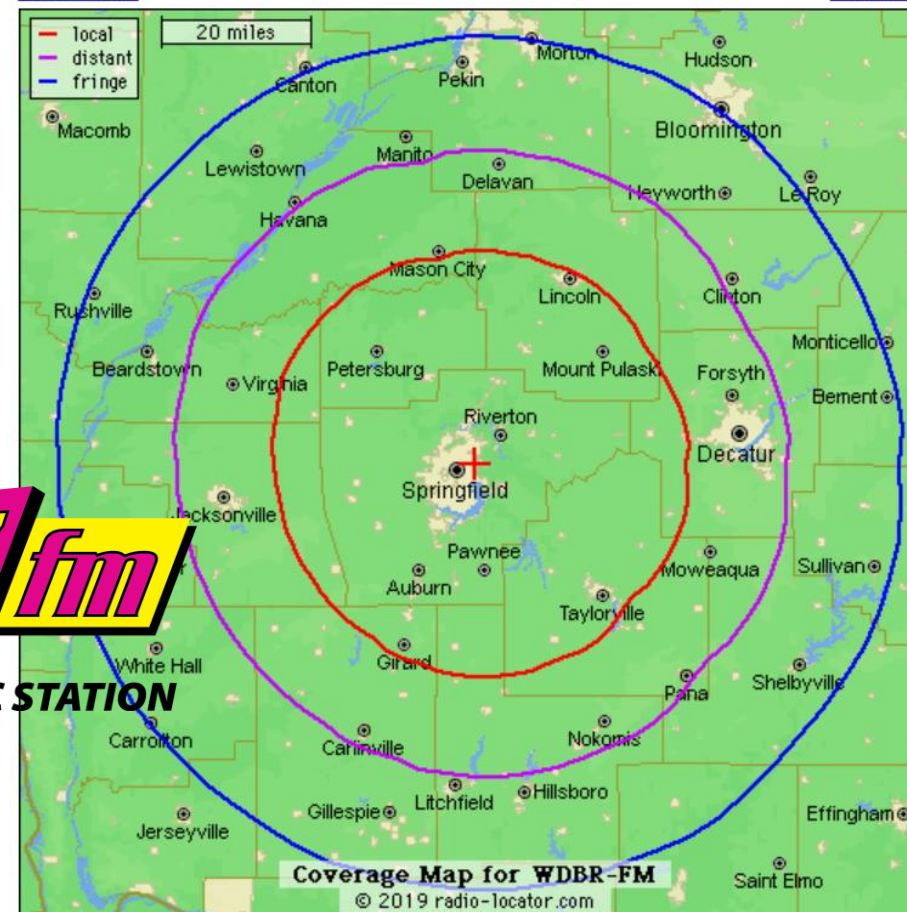 local
distant
fringe
20 miles
Morton
Hudson
Canton
Pekin
Macomb
Bloomington
Manito
Lewistown
Delavan
Heyworth
Le Roy
Havana
Mason City
Lincoln
Clinton
Rushville
Monticello
Beardstown
Petersburg
Mount Pulaski
Virginia
Forsyth
Bement
Riverton
Decatur
Springfield
Jacksonville
Pawnee
fm
Auburn
Moweaqua
Sullivan
Taylorville
Girard
White Hall
Shelbyville
Pana
STATION
Carrollton
Carlinville
Nokomis
Litchfield
Hillsboro
Gillespie
Jerseyville
Effingham
Coverage Map for WDBR-FM
Saint Elmo
© 2019 radio-locator.com